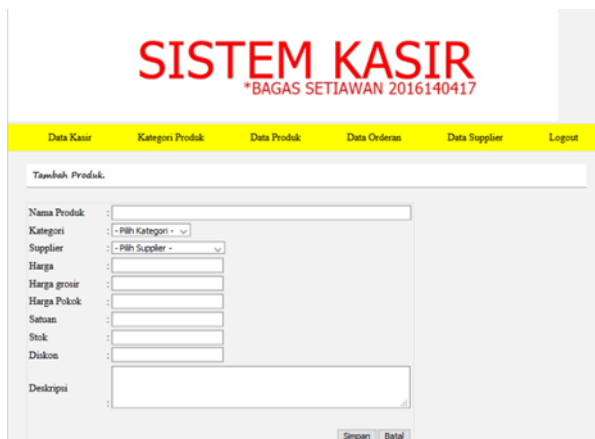 SISTEM KASIR
*BAGAS SETIAWAN 2016140417
Data Kasir Kategori Produk Data Produk Data Orderan Data Supplier Logout
Tambah Produk.
Nama Produk :
Kategori : - Pilih Kategori -
Supplier : - Pilih Supplier -
Harga :
Harga grosir :
Harga Pokok :
Satuan :
Stok :
Diskon :
Deskripsi :
Simpan Batal